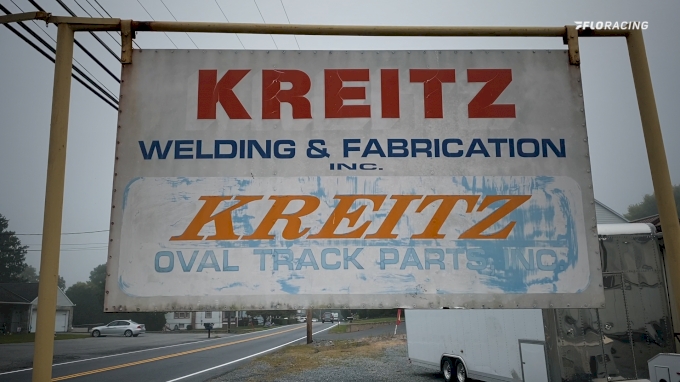 FLORACING
KREITZ
WELDING & FABRICATION
INC.
KREITZ
OVAL TRACK PARTS, INC.